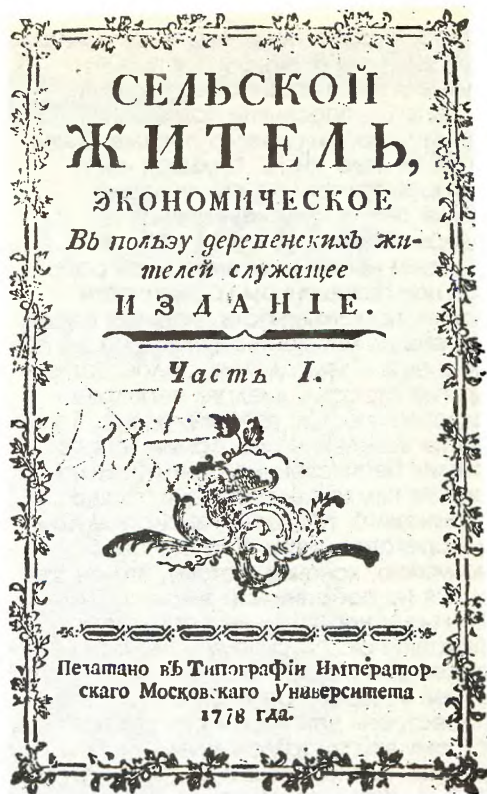 СЕЛЬСКОЙ
ЖИТЕЛЬ,
ЭКОНОМИЧЕСКОЕ
Въ пользу деревенскихъ жи-
телей служащее
ИЗДАНІЕ.
Часть I.
Печатано въ Типографіи Император-
скаго Московскаго Университета
1778 гда.